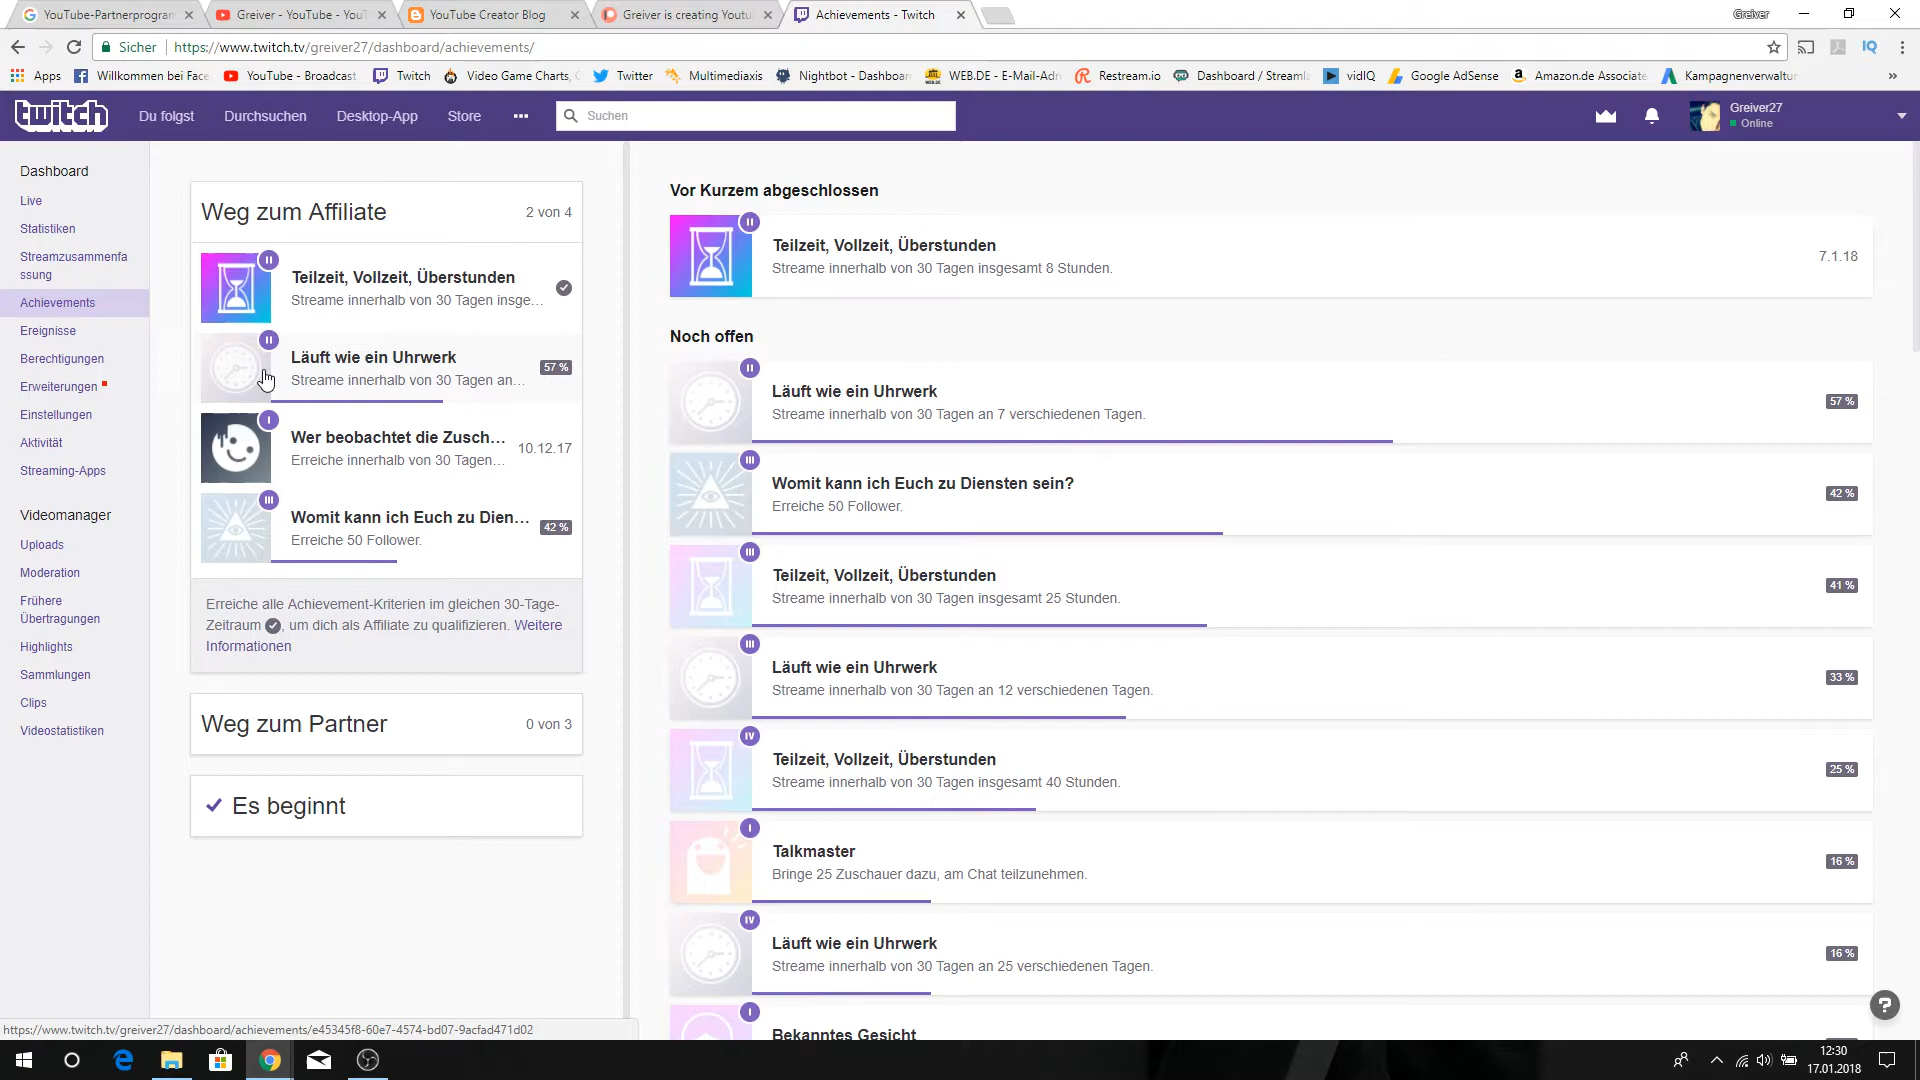 YouTube-Partnerprogram
Greiver - YouTube - You
YouTube Creator Blog
Greiver is creating Youtu
Achievements - Twitch
Greiver
Sicher
https://www.twitch.tv/greiver27/dashboard/achievements/
Apps
Willkommen bei Face
YouTube - Broadcast
Twitch
Video Game Charts,
Twitter
Multimediaxis
Nightbot - Dashboar
WEB.DE - E-Mail-Adr
Restream.io
Dashboard / Streamla
vidIQ
Google AdSense
Amazon.de Associate
Kampagnenverwaltun
twitch
Du folgst
Durchsuchen
Desktop-App
Store
Suchen
Greiver27
Online
Dashboard
Live
Statistiken
Streamzusammenfa
ssung
Achievements
Ereignisse
Berechtigungen
Erweiterungen
Einstellungen
Aktivität
Streaming-Apps
Videomanager
Uploads
Moderation
Frühere
Übertragungen
Highlights
Sammlungen
Clips
Videostatistiken
Weg zum Affiliate
2 von 4
II
Teilzeit, Vollzeit, Überstunden
Streame innerhalb von 30 Tagen insge...
II
Läuft wie ein Uhrwerk
Streame innerhalb von 30 Tagen an...
57 %
I
Wer beobachtet die Zusch...
Erreiche innerhalb von 30 Tagen...
10.12.17
III
Womit kann ich Euch zu Dien...
Erreiche 50 Follower.
42 %
Erreiche alle Achievement-Kriterien im gleichen 30-Tage-
Zeitraum , um dich als Affiliate zu qualifizieren. Weitere
Informationen
Weg zum Partner
0 von 3
Es beginnt
Vor Kurzem abgeschlossen
II
Teilzeit, Vollzeit, Überstunden
Streame innerhalb von 30 Tagen insgesamt 8 Stunden.
7.1.18
Noch offen
II
Läuft wie ein Uhrwerk
Streame innerhalb von 30 Tagen an 7 verschiedenen Tagen.
57 %
III
Womit kann ich Euch zu Diensten sein?
Erreiche 50 Follower.
42 %
III
Teilzeit, Vollzeit, Überstunden
Streame innerhalb von 30 Tagen insgesamt 25 Stunden.
41 %
III
Läuft wie ein Uhrwerk
Streame innerhalb von 30 Tagen an 12 verschiedenen Tagen.
33 %
IV
Teilzeit, Vollzeit, Überstunden
Streame innerhalb von 30 Tagen insgesamt 40 Stunden.
25 %
I
Talkmaster
Bringe 25 Zuschauer dazu, am Chat teilzunehmen.
16 %
IV
Läuft wie ein Uhrwerk
Streame innerhalb von 30 Tagen an 25 verschiedenen Tagen.
16 %
I
Bekanntes Gesicht
https://www.twitch.tv/greiver27/dashboard/achievements/e45345f8-60e7-4574-bd07-9acfad471d02
12:30
17.01.2018